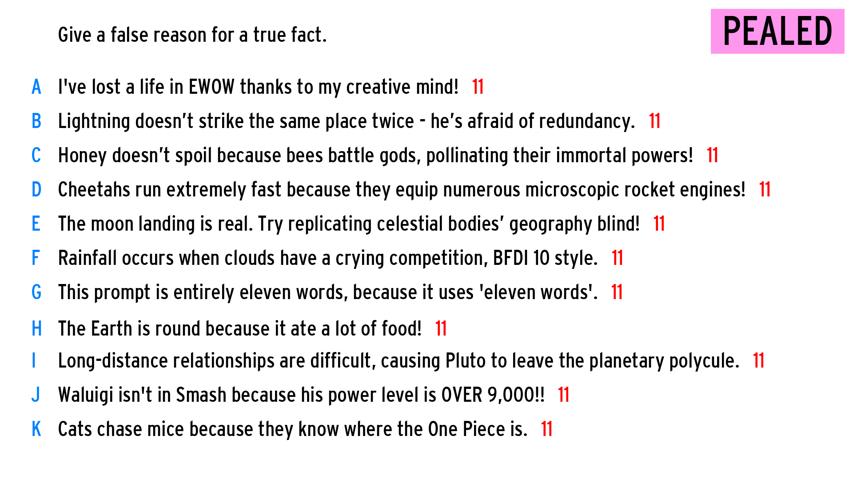 Give a false reason for a true fact.
PEALED
A I've lost a life in EWOW thanks to my creative mind! 11
B Lightning doesn’t strike the same place twice - he’s afraid of redundancy. 11
C Honey doesn’t spoil because bees battle gods, pollinating their immortal powers! 11
D Cheetahs run extremely fast because they equip numerous microscopic rocket engines! 11
E The moon landing is real. Try replicating celestial bodies’ geography blind! 11
F Rainfall occurs when clouds have a crying competition, BFDI 10 style. 11
G This prompt is entirely eleven words, because it uses 'eleven words'. 11
H The Earth is round because it ate a lot of food! 11
I Long-distance relationships are difficult, causing Pluto to leave the planetary polycule. 11
J Waluigi isn't in Smash because his power level is OVER 9,000!! 11
K Cats chase mice because they know where the One Piece is. 11